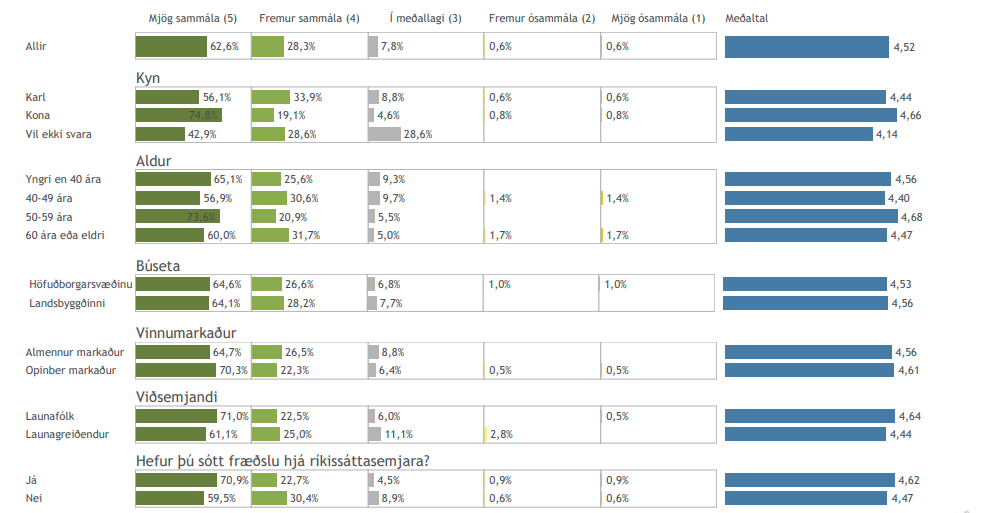 Mjög sammála (5) Fremur sammála (4) Í meðallagi (3) Fremur ósammála (2) Mjög ósammála (1) Meðaltal
Allir 62,6% 28,3% 7,8% 0,6% 0,6% 4,52
Kyn
Karl 56,1% 33,9% 8,8% 0,6% 0,6% 4,44
Kona 74,8% 19,1% 4,6% 0,8% 0,8% 4,66
Vil ekki svara 42,9% 28,6% 28,6% 4,14
Aldur
Yngri en 40 ára 65,1% 25,6% 9,3% 4,56
40-49 ára 56,9% 30,6% 9,7% 1,4% 1,4% 4,40
50-59 ára 73,6% 20,9% 5,5% 4,68
60 ára eða eldri 60,0% 31,7% 5,0% 1,7% 1,7% 4,47
Búseta
Höfuðborgarsvæðinu 64,6% 26,6% 6,8% 1,0% 1,0% 4,53
Landsbyggðinni 64,1% 28,2% 7,7% 4,56
Vinnumarkaður
Almennur markaður 64,7% 26,5% 8,8% 4,56
Opinber markaður 70,3% 22,3% 6,4% 0,5% 0,5% 4,61
Viðsemjandi
Launafólk 71,0% 22,5% 6,0% 0,5% 4,64
Launagreiðendur 61,1% 25,0% 11,1% 2,8% 4,44
Hefur þú sótt fræðslu hjá ríkissáttasemjara?
Já 70,9% 22,7% 4,5% 0,9% 0,9% 4,62
Nei 59,5% 30,4% 8,9% 0,6% 0,6% 4,47